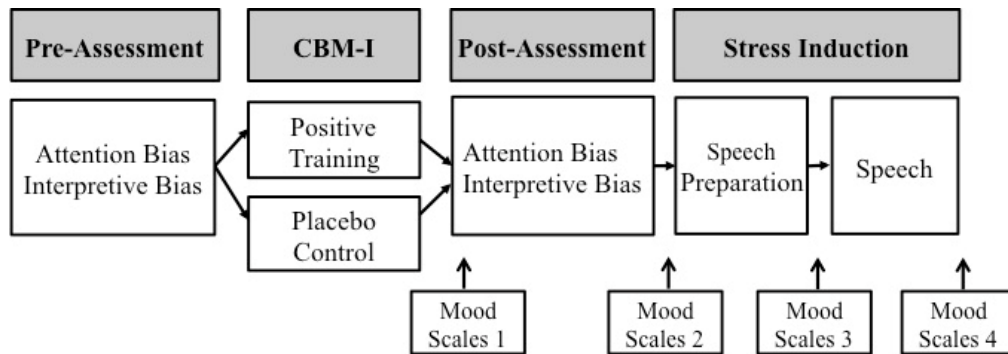 Pre-Assessment
CBM-I
Post-Assessment
Stress Induction
Attention Bias
Interpretive Bias
Positive
Training
Placebo
Control
Attention Bias
Interpretive Bias
Speech
Preparation
Speech
Mood
Scales 1
Mood
Scales 2
Mood
Scales 3
Mood
Scales 4